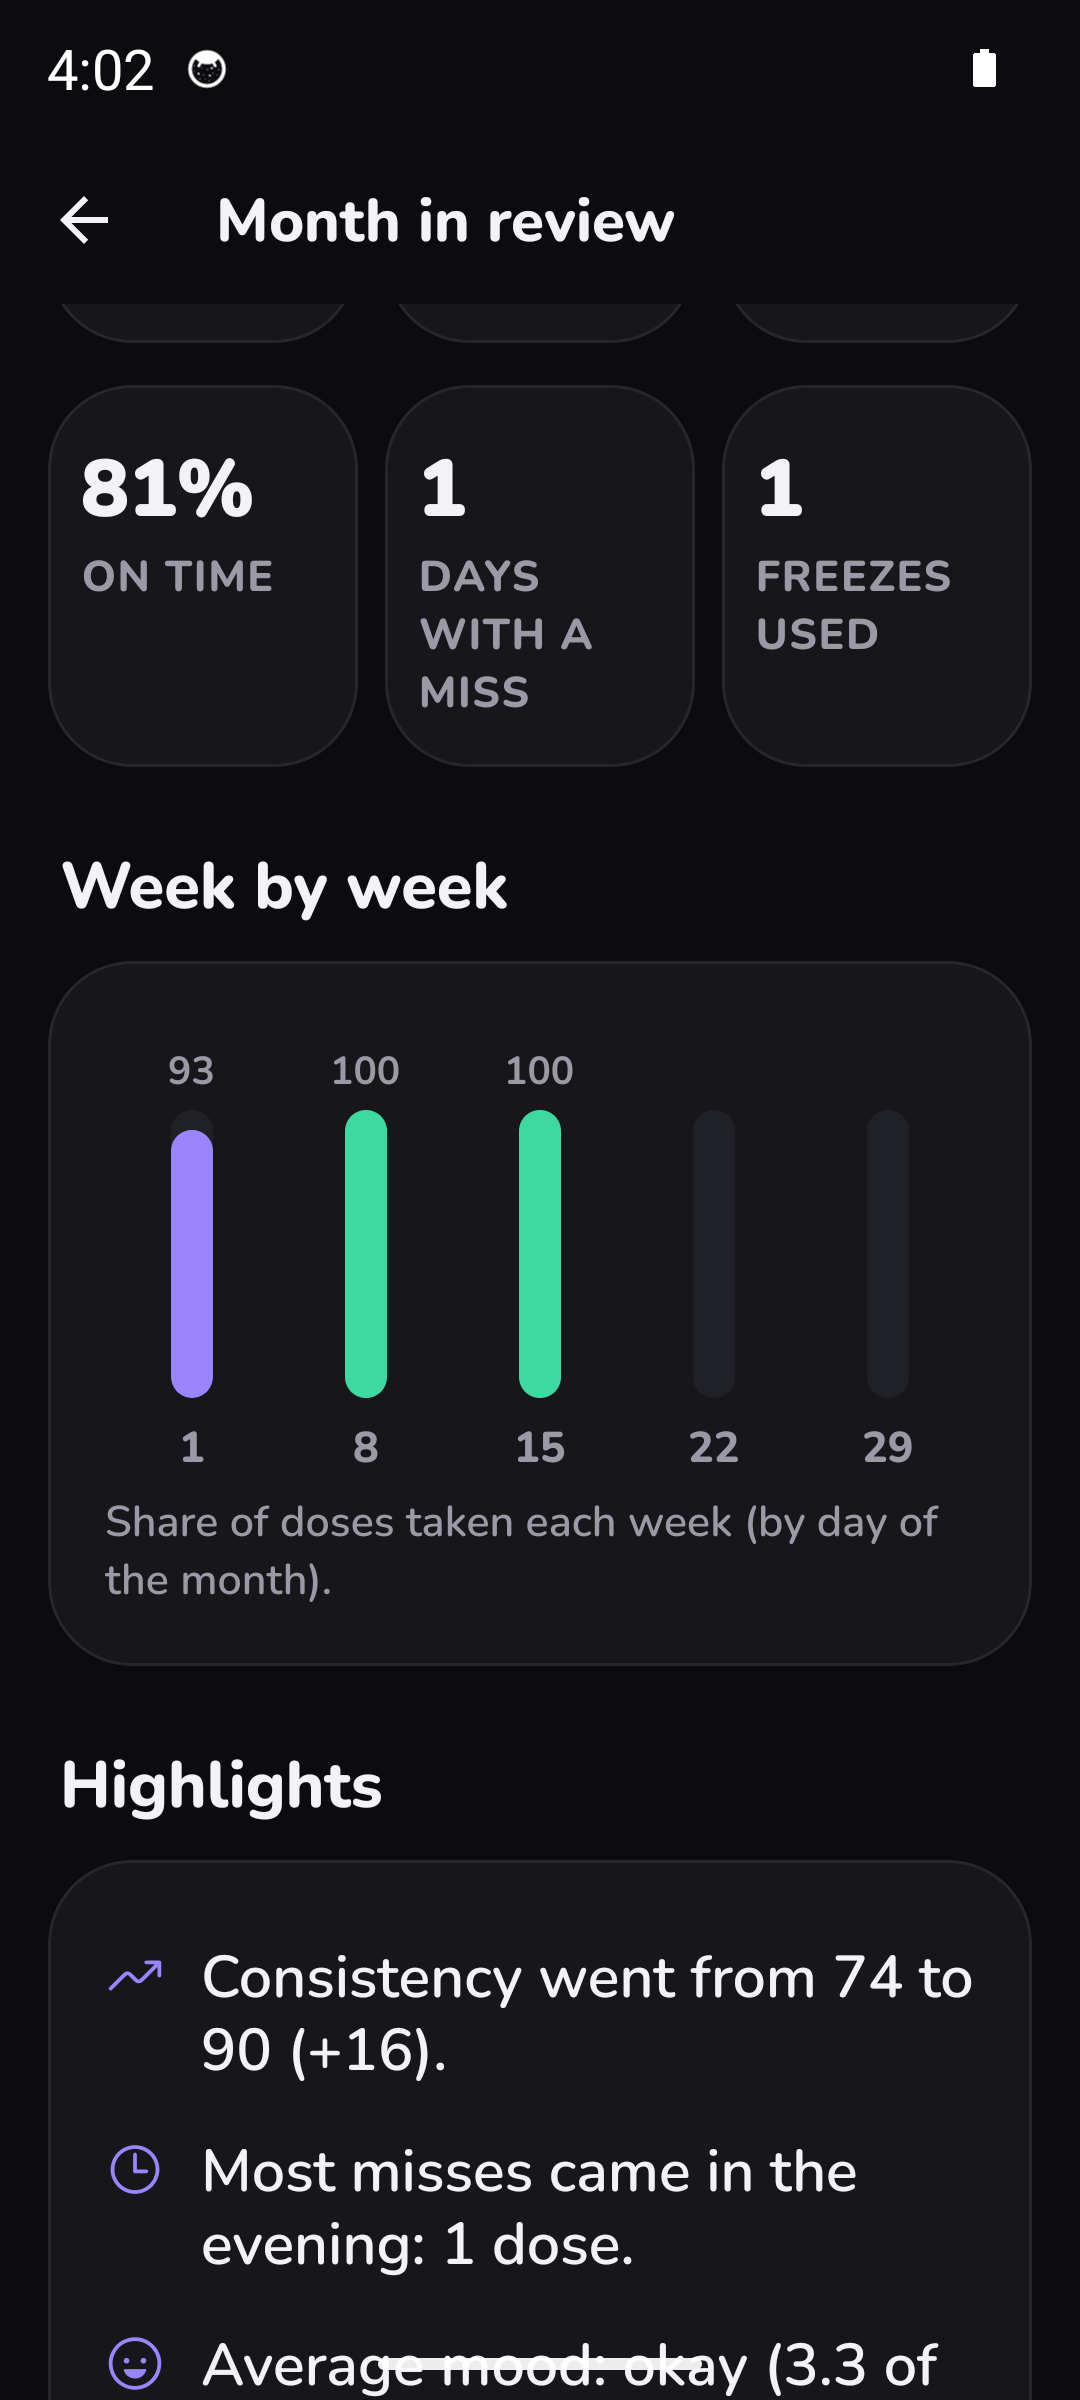 4:02
Month in review
81%
ON TIME
1
DAYS
WITH A
MISS
1
FREEZES
USED
Week by week
93
100
100
1
8
15
22
29
Share of doses taken each week (by day of
the month).
Highlights
Consistency went from 74 to
90 (+16).
Most misses came in the
evening: 1 dose.
Average mood: okay (3.3 of